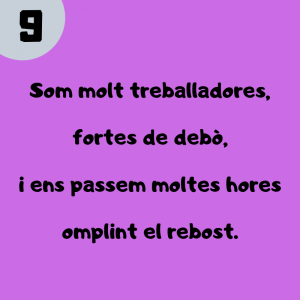 9
Som molt treballadores,
fortes de debò,
i ens passem moltes hores
omplint el rebost.